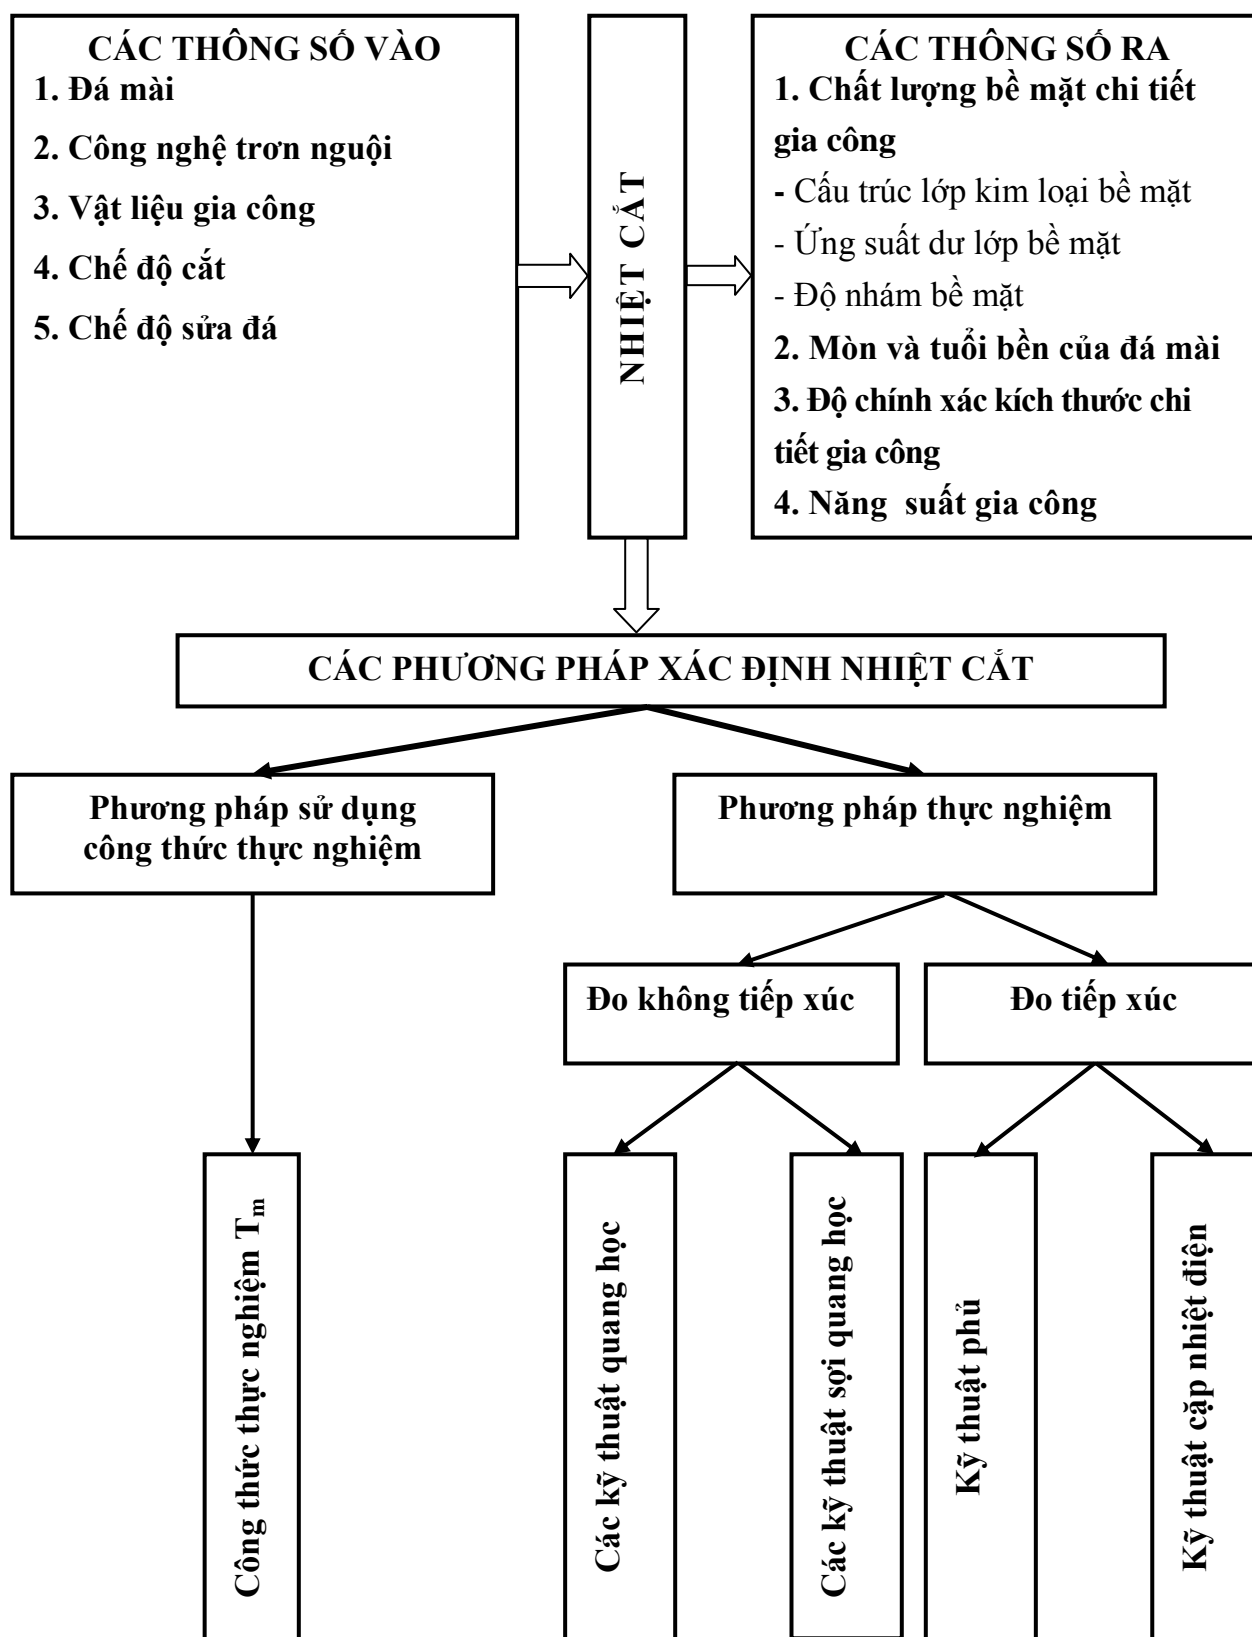 CÁC THÔNG SỐ VÀO
1. Đá mài
2. Công nghệ trơn nguội
3. Vật liệu gia công
4. Chế độ cắt
5. Chế độ sửa đá
NHIỆT CẮT
CÁC THÔNG SỐ RA
1. Chất lượng bề mặt chi tiết
gia công
- Cấu trúc lớp kim loại bề mặt
- Ứng suất dư lớp bề mặt
- Độ nhám bề mặt
2. Mòn và tuổi bền của đá mài
3. Độ chính xác kích thước chi
tiết gia công
4. Năng suất gia công
CÁC PHƯƠNG PHÁP XÁC ĐỊNH NHIỆT CẮT
Phương pháp sử dụng
công thức thực nghiệm
Phương pháp thực nghiệm
Đo không tiếp xúc
Đo tiếp xúc
Công thức thực nghiệm Tm
Các kỹ thuật quang học
Các kỹ thuật sợi quang học
Kỹ thuật phủ
Kỹ thuật cặp nhiệt điện